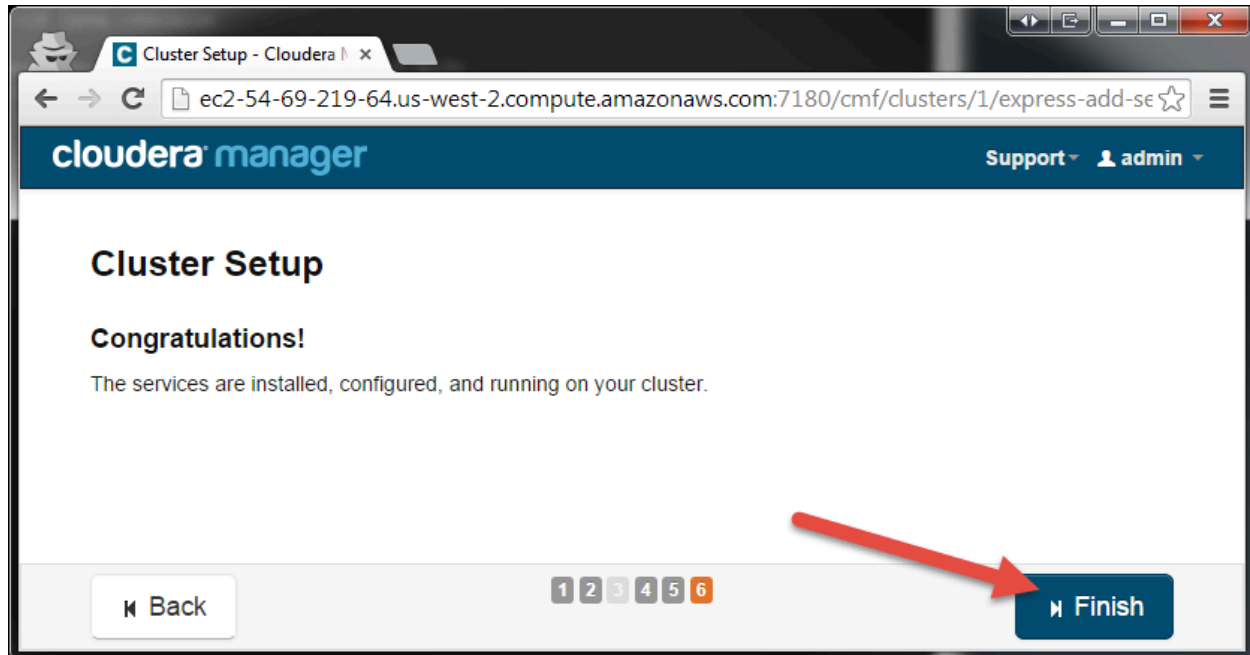 Cluster Setup - Cloudera
ec2-54-69-219-64.us-west-2.compute.amazonaws.com:7180/cmf/clusters/1/express-add-se
cloudera manager
Support
admin
Cluster Setup
Congratulations!
The services are installed, configured, and running on your cluster.
Back
1 2 3 4 5 6
Finish